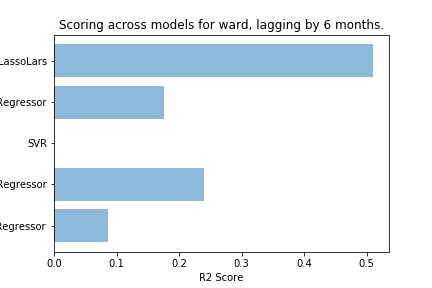 Scoring across models for ward, lagging by 6 months.
LassoLars
Regressor
SVR
Regressor
Regressor
0.0 0.1 0.2 0.3 0.4 0.5
R2 Score